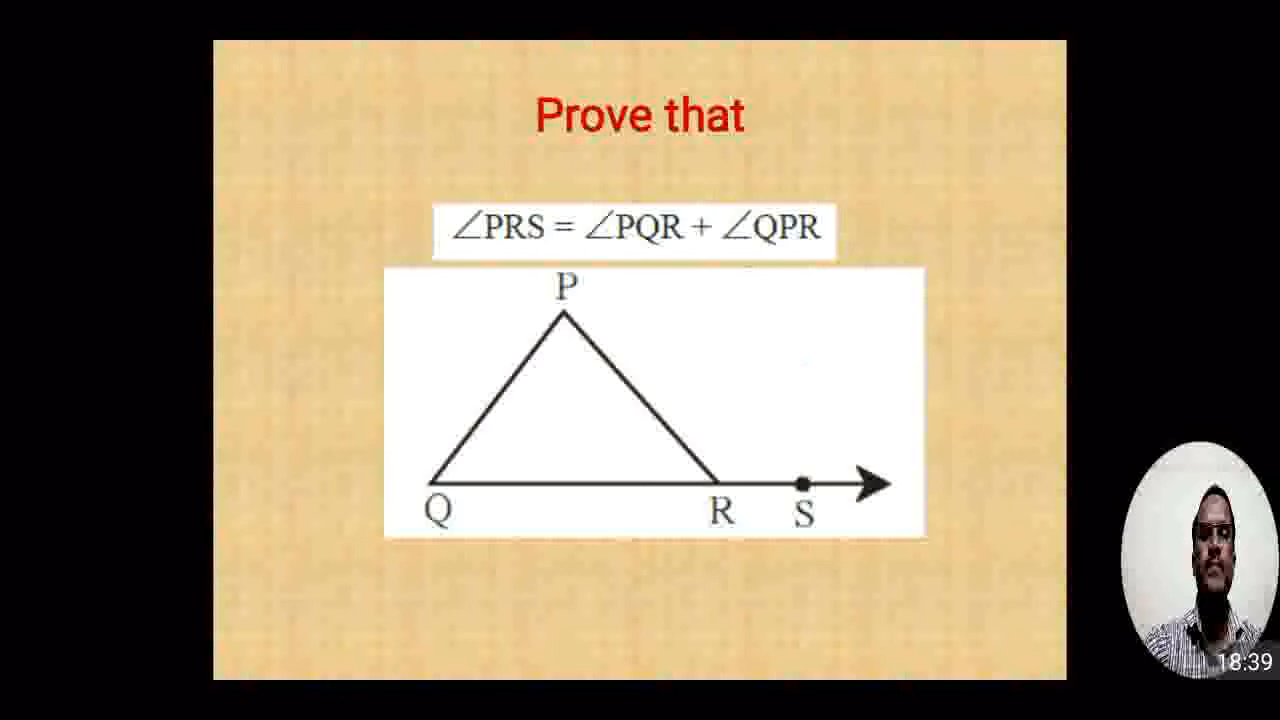 Prove that
∠PRS = ∠PQR + ∠QPR
P
Q
R
S
18:39